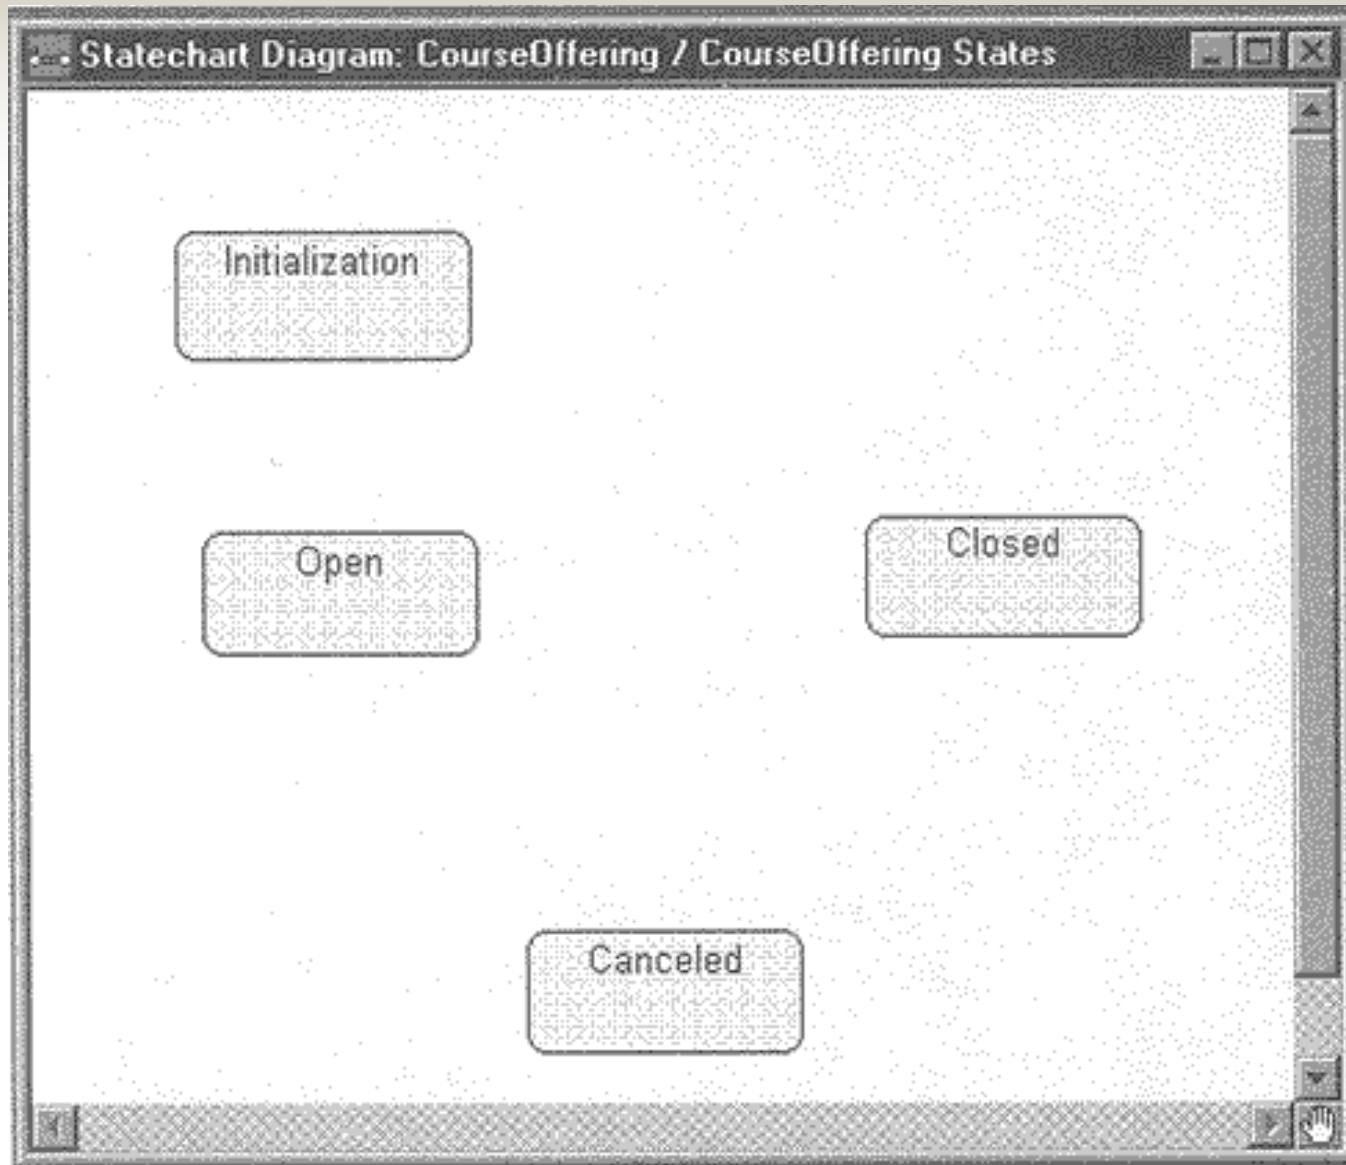 Statechart Diagram: CourseOffering / CourseOffering States
Initialization
Open
Closed
Canceled